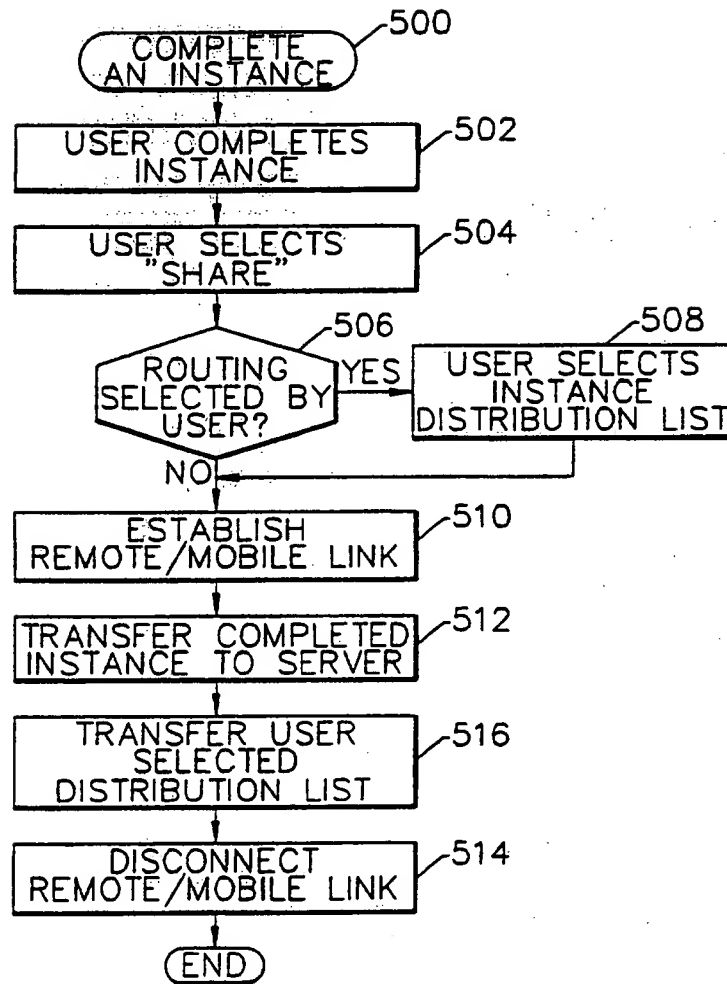 500
COMPLETE
AN INSTANCE
502
USER COMPLETES
INSTANCE
504
USER SELECTS
"SHARE"
506
ROUTING
SELECTED BY
USER?
YES
508
USER SELECTS
INSTANCE
DISTRIBUTION LIST
NO
510
ESTABLISH
REMOTE/MOBILE LINK
512
TRANSFER COMPLETED
INSTANCE TO SERVER
516
TRANSFER USER
SELECTED
DISTRIBUTION LIST
514
DISCONNECT
REMOTE/MOBILE LINK
END